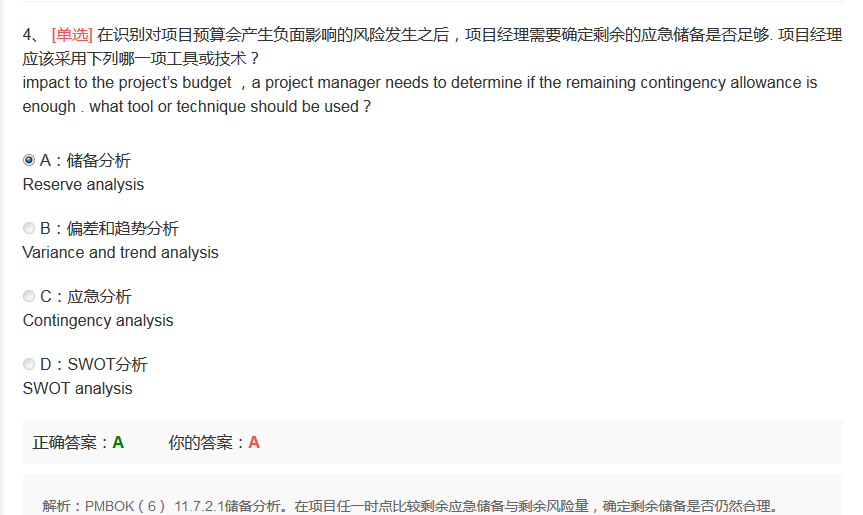 4、 [单选] 在识别对项目预算会产生负面影响的风险发生之后，项目经理需要确定剩余的应急储备是否足够. 项目经理
应该采用下列哪一项工具或技术？
impact to the project’s budget ，a project manager needs to determine if the remaining contingency allowance is
enough . what tool or technique should be used？
A：储备分析
Reserve analysis
B：偏差和趋势分析
Variance and trend analysis
C：应急分析
Contingency analysis
D：SWOT分析
SWOT analysis
正确答案：A 你的答案：A
解析：PMBOK（6） 11.7.2.1储备分析。在项目任一时点比较剩余应急储备与剩余风险量，确定剩余储备是否仍然合理。